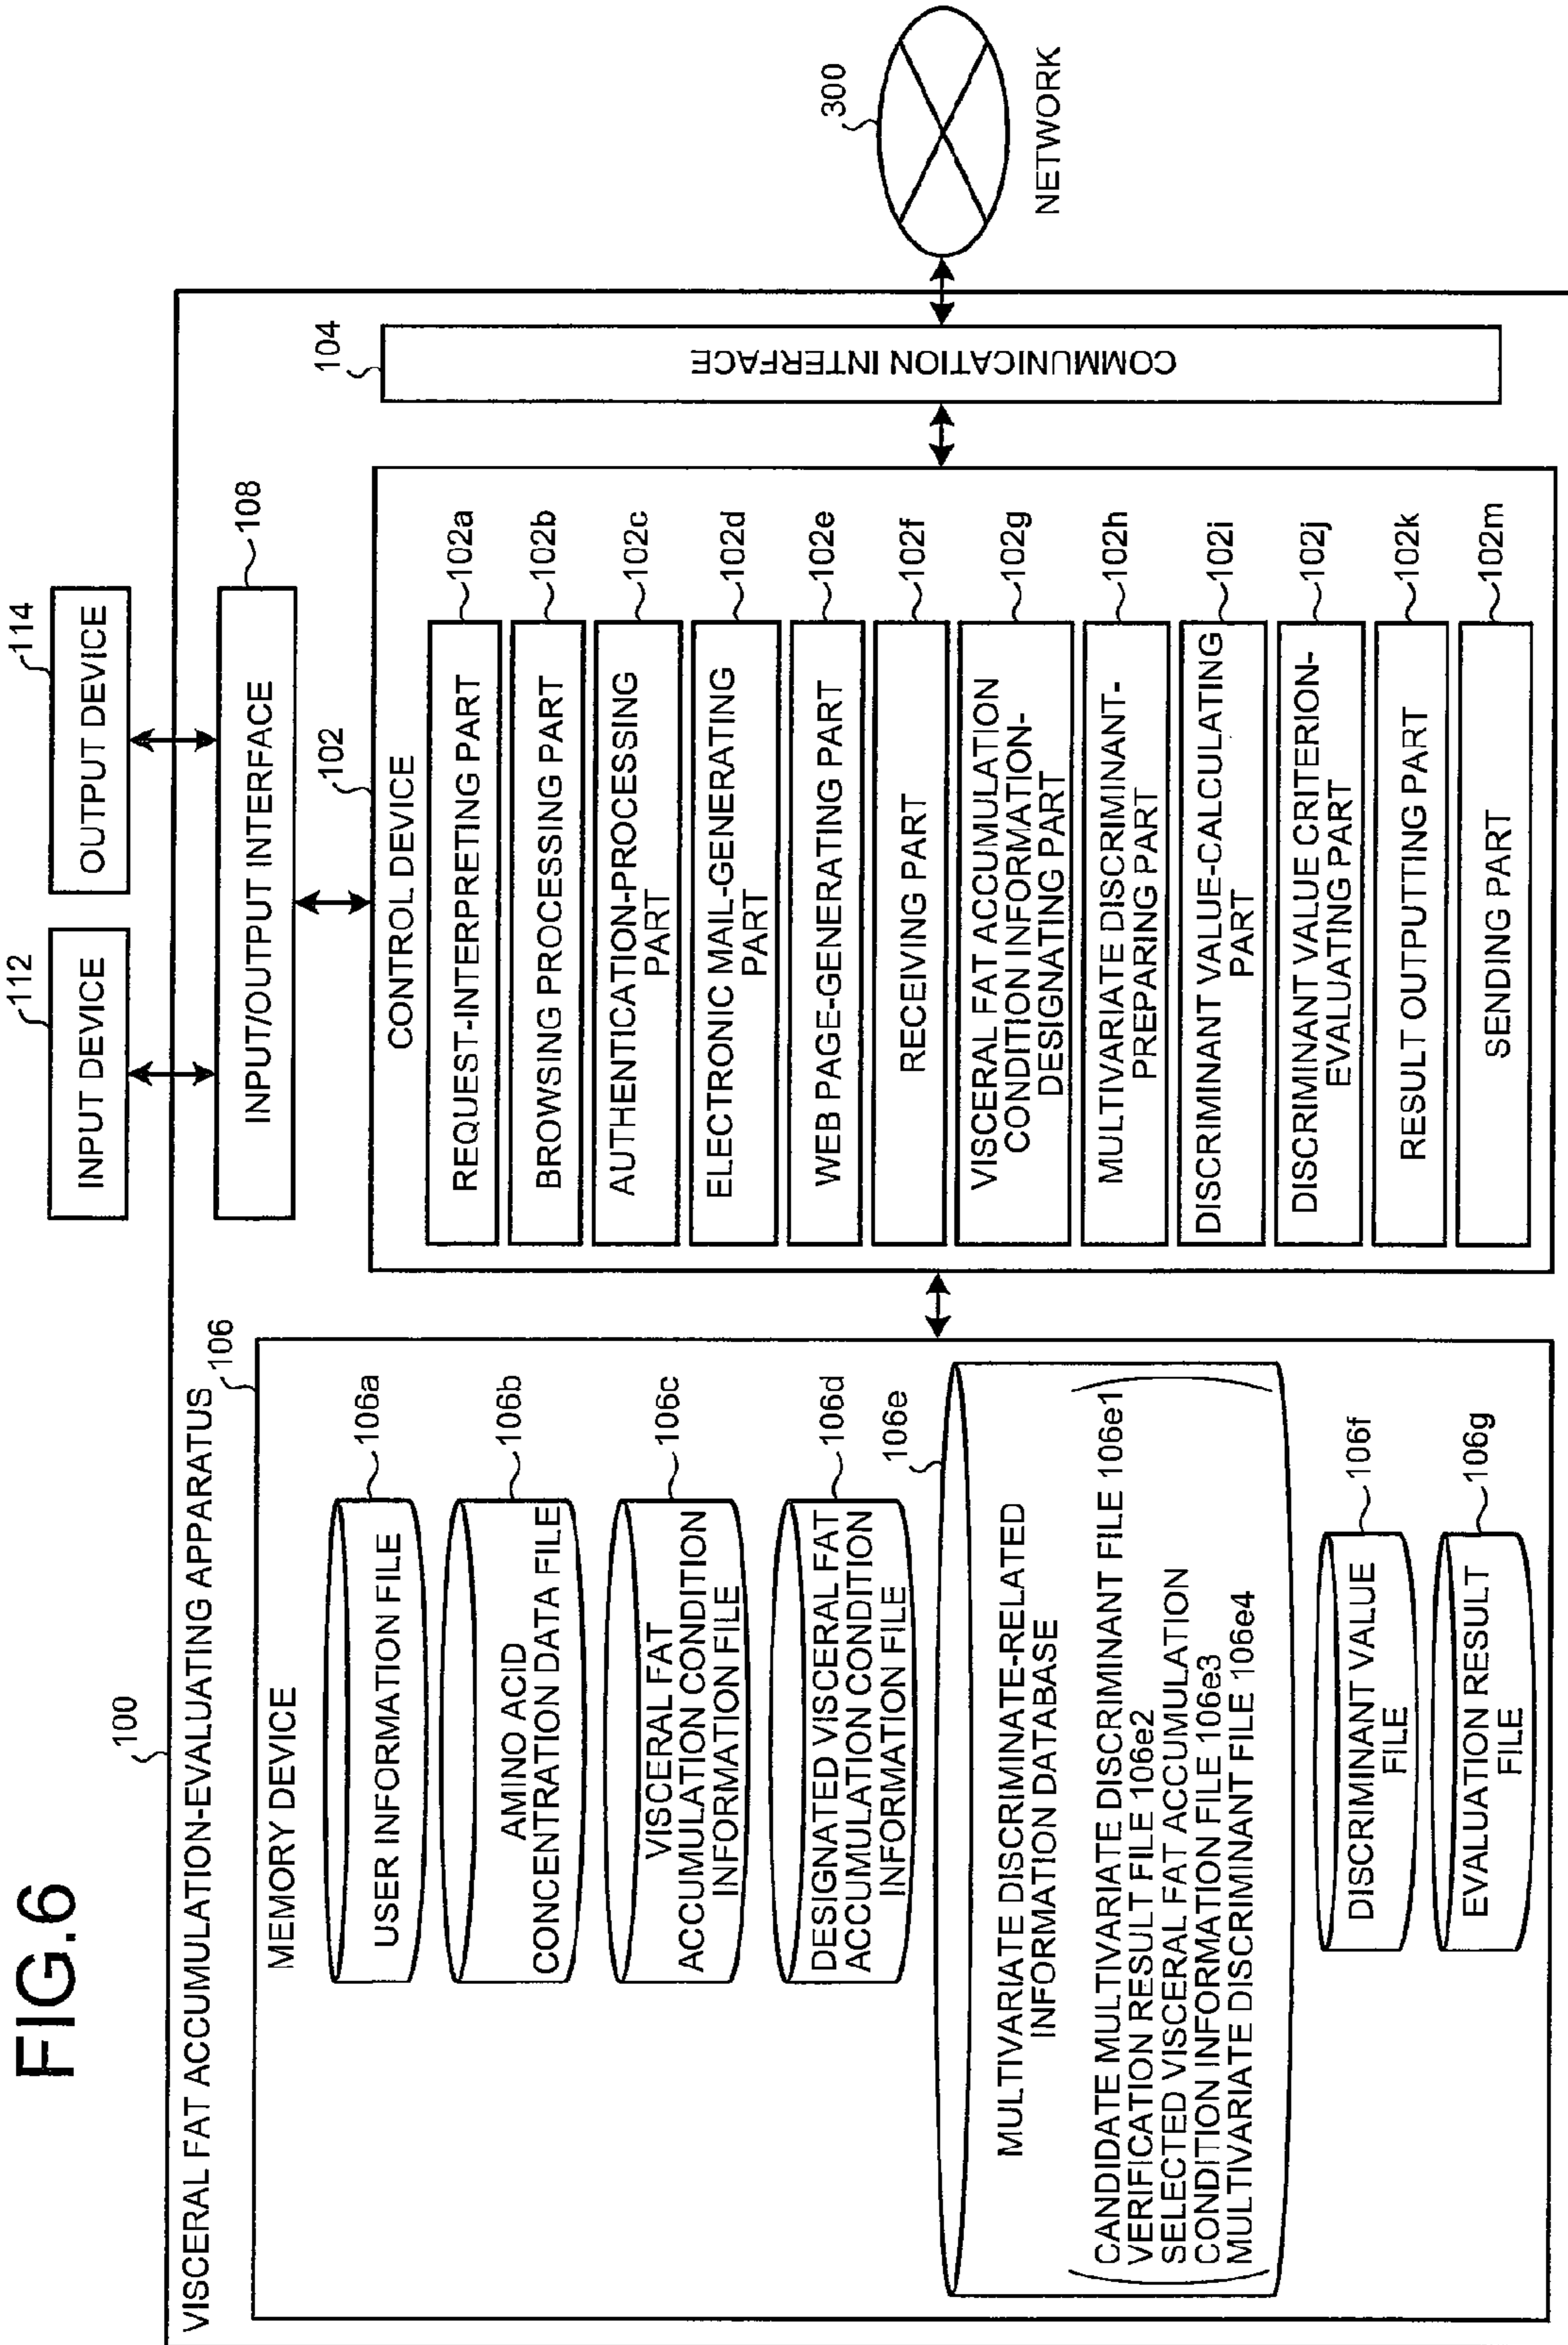 FIG.6
100
VISCERAL FAT ACCUMULATION-EVALUATING APPARATUS
106
MEMORY DEVICE
USER INFORMATION FILE
106a
AMINO ACID
CONCENTRATION DATA FILE
106b
VISCERAL FAT
ACCUMULATION CONDITION
INFORMATION FILE
106c
DESIGNATED VISCERAL FAT
ACCUMULATION CONDITION
INFORMATION FILE
106d
106e
MULTIVARIATE DISCRIMINATE-RELATED
INFORMATION DATABASE
CANDIDATE MULTIVARIATE DISCRIMINANT FILE 106e1
VERIFICATION RESULT FILE 106e2
SELECTED VISCERAL FAT ACCUMULATION
CONDITION INFORMATION FILE 106e3
MULTIVARIATE DISCRIMINANT FILE 106e4
DISCRIMINANT VALUE
FILE
106f
EVALUATION RESULT
FILE
106g
112
INPUT DEVICE
114
OUTPUT DEVICE
INPUT/OUTPUT INTERFACE
108
102
CONTROL DEVICE
REQUEST-INTERPRETING PART
102a
BROWSING PROCESSING PART
102b
AUTHENTICATION-PROCESSING
PART
102c
ELECTRONIC MAIL-GENERATING
PART
102d
WEB PAGE-GENERATING PART
102e
RECEIVING PART
102f
VISCERAL FAT ACCUMULATION
CONDITION INFORMATION-
DESIGNATING PART
102g
MULTIVARIATE DISCRIMINANT-
PREPARING PART
102h
DISCRIMINANT VALUE-CALCULATING
PART
102i
DISCRIMINANT VALUE CRITERION-
EVALUATING PART
102j
RESULT OUTPUTTING PART
102k
SENDING PART
102m
104
COMMUNICATION INTERFACE
300
NETWORK